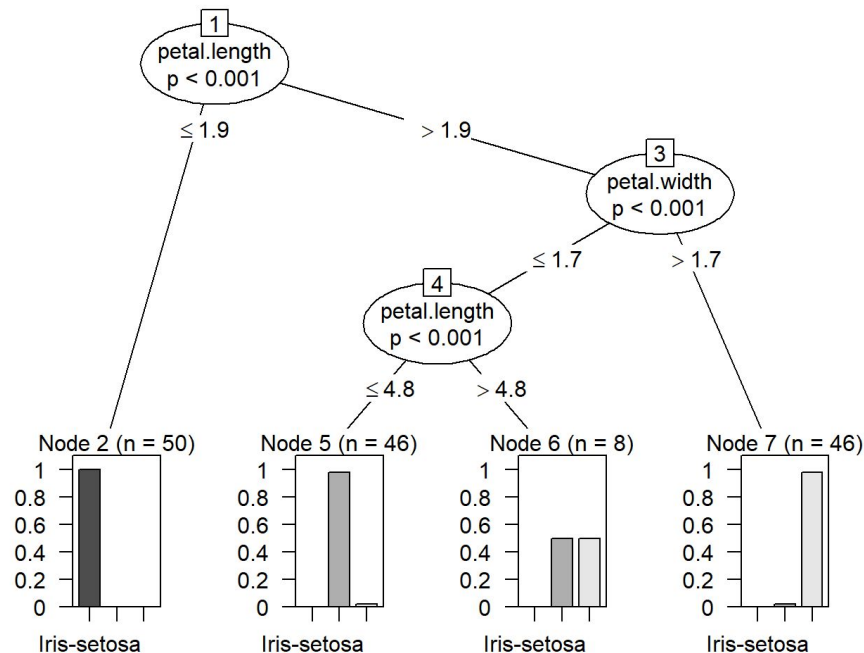 1
petal.length
p < 0.001
≤ 1.9
> 1.9
3
petal.width
p < 0.001
≤ 1.7
> 1.7
4
petal.length
p < 0.001
≤ 4.8
> 4.8
Node 2 (n = 50)
1
0.8
0.6
0.4
0.2
0
Iris-setosa
Node 5 (n = 46)
1
0.8
0.6
0.4
0.2
0
Iris-setosa
Node 6 (n = 8)
1
0.8
0.6
0.4
0.2
0
Iris-setosa
Node 7 (n = 46)
1
0.8
0.6
0.4
0.2
0
Iris-setosa